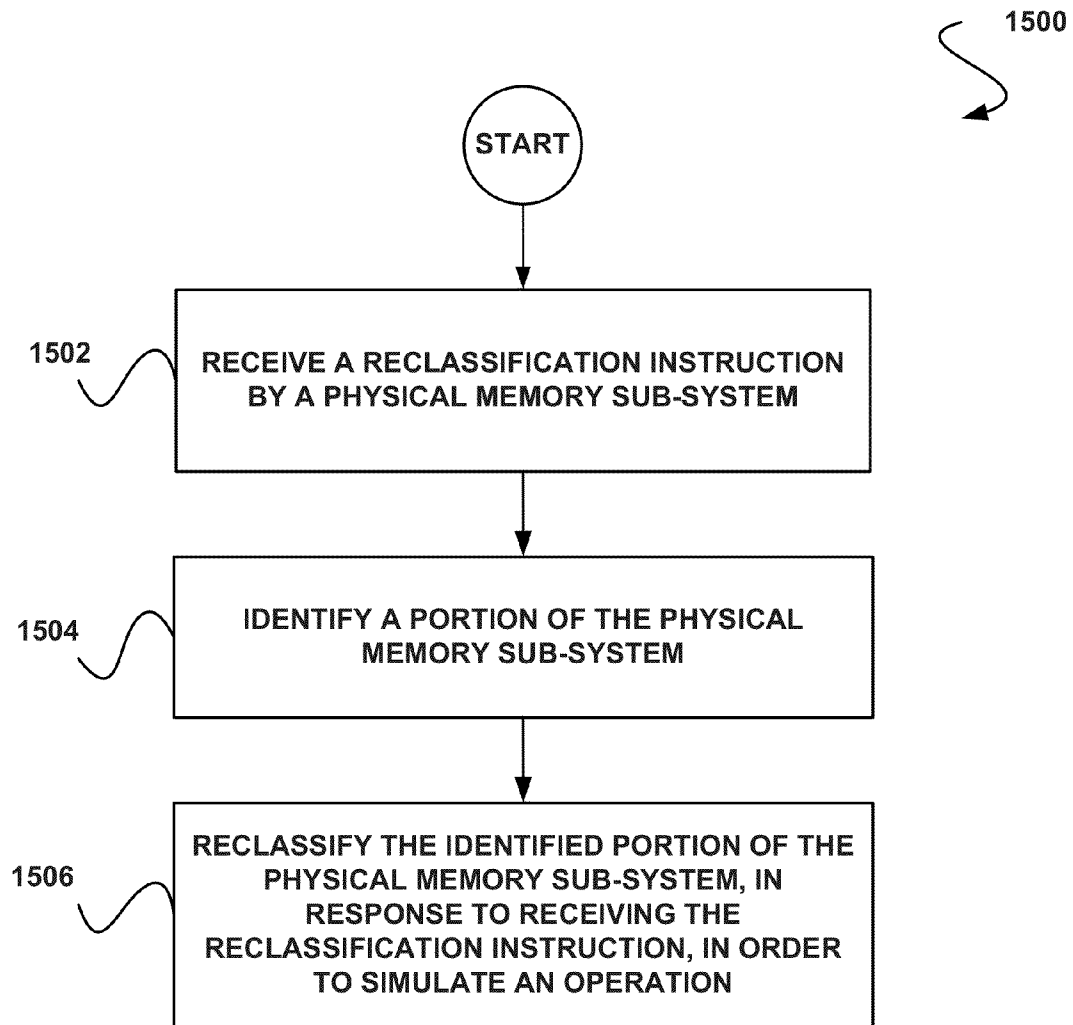 1500
START
1502
RECEIVE A RECLASSIFICATION INSTRUCTION
BY A PHYSICAL MEMORY SUB-SYSTEM
1504
IDENTIFY A PORTION OF THE PHYSICAL
MEMORY SUB-SYSTEM
1506
RECLASSIFY THE IDENTIFIED PORTION OF THE
PHYSICAL MEMORY SUB-SYSTEM, IN
RESPONSE TO RECEIVING THE
RECLASSIFICATION INSTRUCTION, IN ORDER
TO SIMULATE AN OPERATION